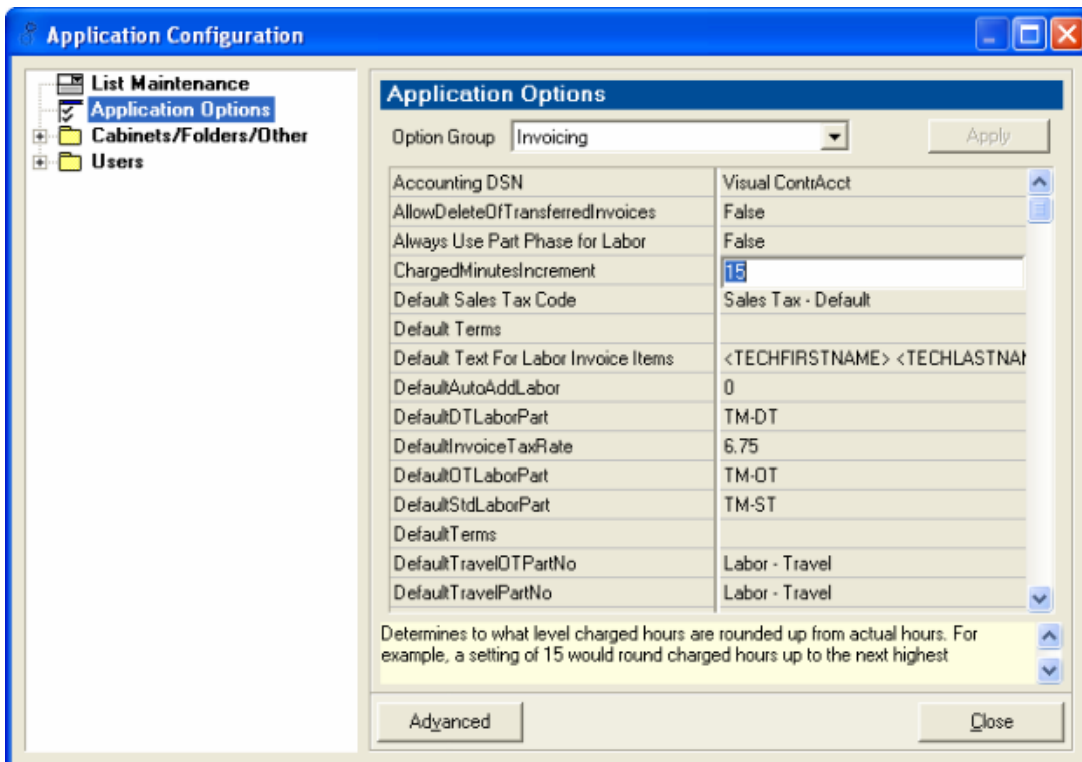 Application Configuration
List Maintenance
Application Options
Cabinets/Folders/Other
Users
Application Options
Option Group Invoicing Apply
Accounting DSN Visual ContrAcct
AllowDeleteOfTransferredInvoices False
Always Use Part Phase for Labor False
ChargedMinutesIncrement 15
Default Sales Tax Code Sales Tax - Default
Default Terms
Default Text For Labor Invoice Items <TECHFIRSTNAME> <TECHLASTNAM
DefaultAutoAddLabor 0
DefaultDTLaborPart TM-DT
DefaultInvoiceTaxRate 6.75
DefaultOTLaborPart TM-OT
DefaultStdLaborPart TM-ST
DefaultTerms
DefaultTravelOTPartNo Labor - Travel
DefaultTravelPartNo Labor - Travel
Determines to what level charged hours are rounded up from actual hours. For
example, a setting of 15 would round charged hours up to the next highest
Advanced Close